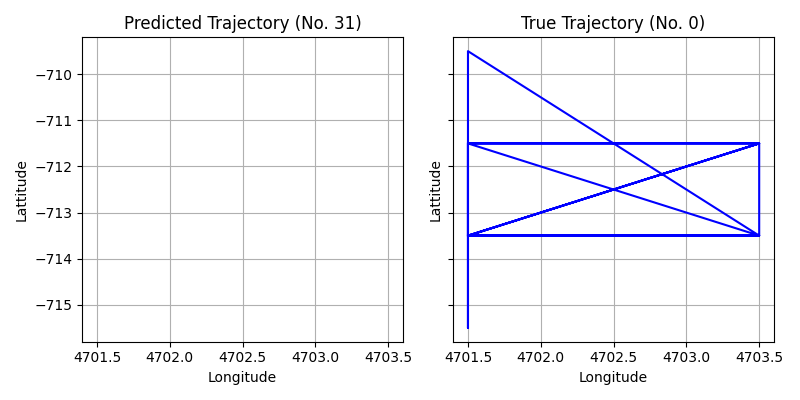 Predicted Trajectory (No. 31)
True Trajectory (No. 0)
Lattitude
−710
−711
−712
−713
−714
−715
4701.5 4702.0 4702.5 4703.0 4703.5
Longitude
Lattitude
4701.5 4702.0 4702.5 4703.0 4703.5
Longitude